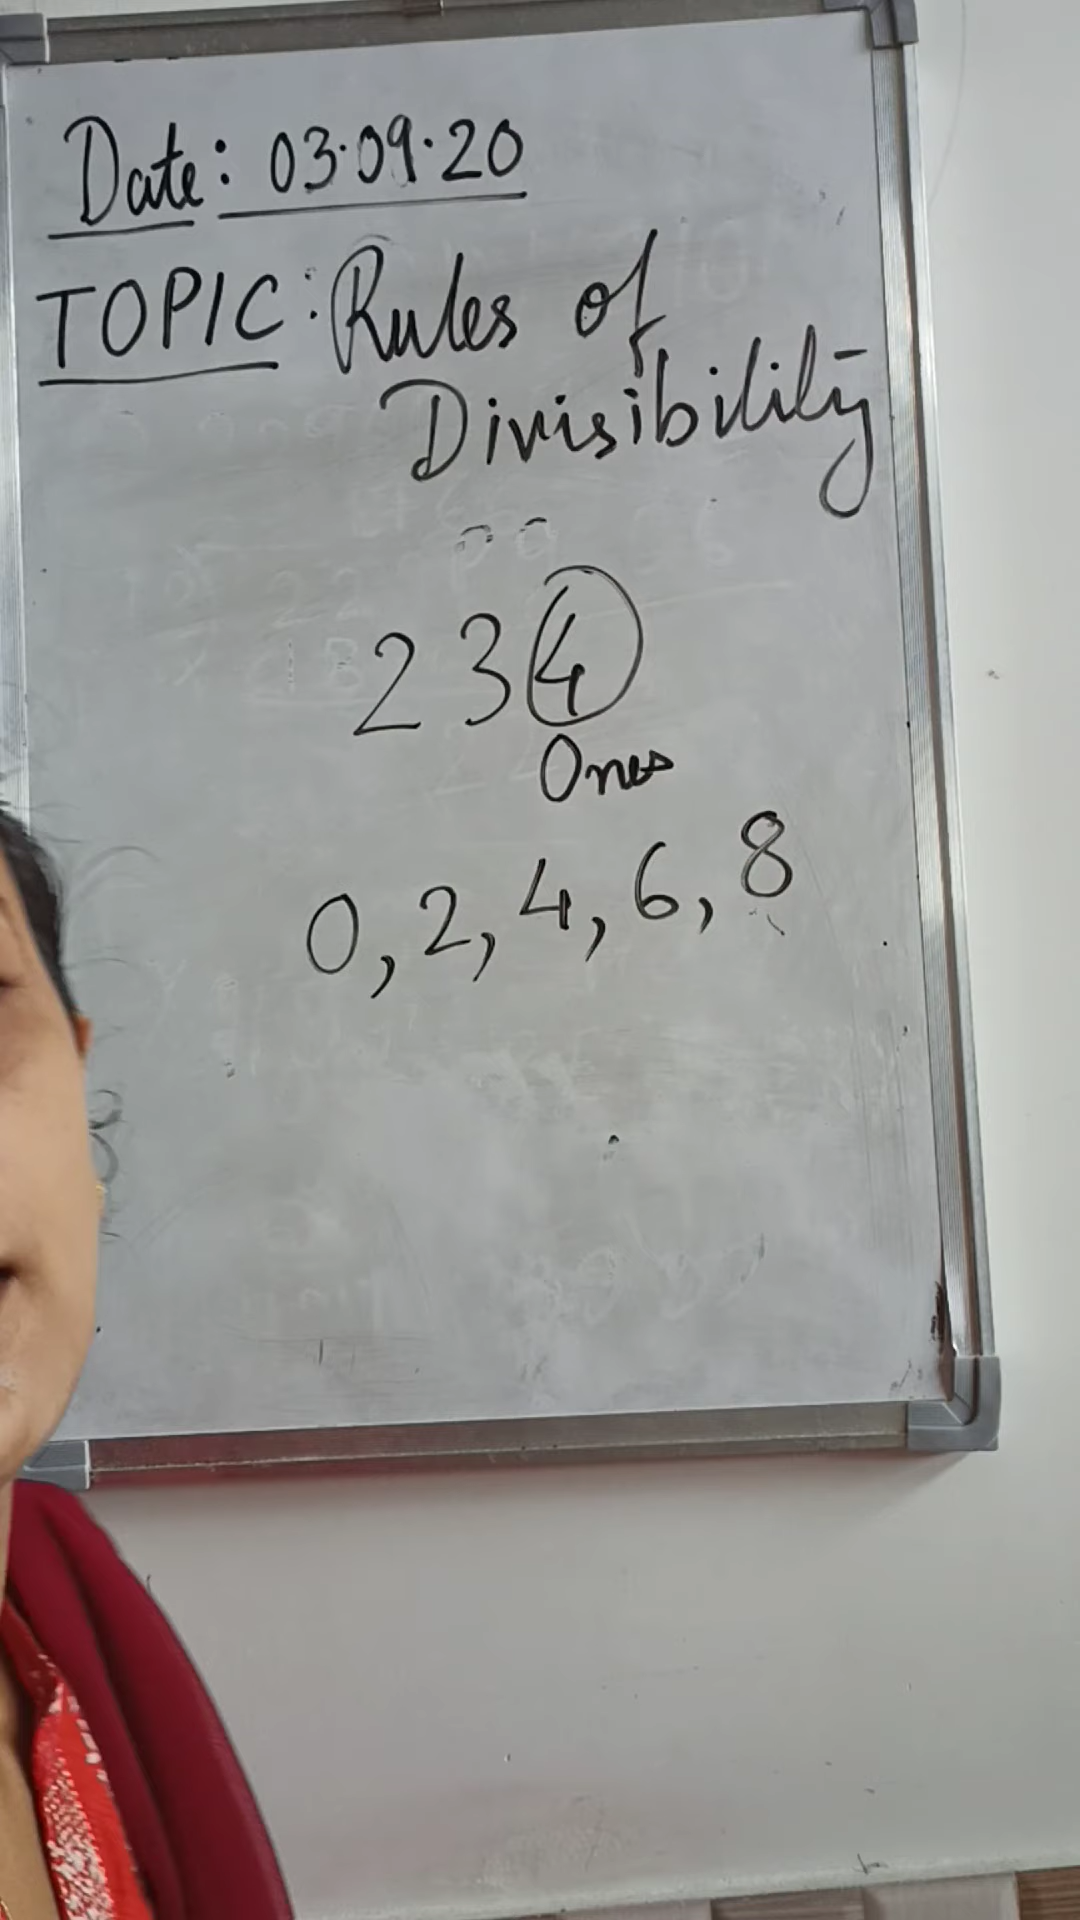 Date: 03.09.20
TOPIC: Rules of
Divisibility
234
Ones
0, 2, 4, 6, 8